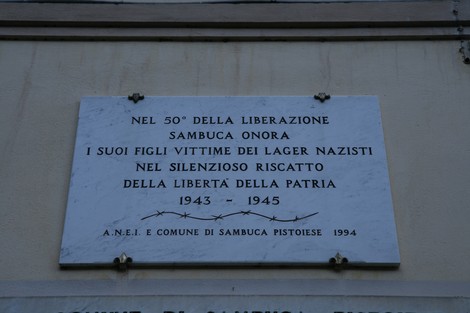 NEL 50° DELLA LIBERAZIONE
SAMBUCA ONORA
I SUOI FIGLI VITTIME DEI LAGER NAZISTI
NEL SILENZIOSO RISCATTO
DELLA LIBERTA' DELLA PATRIA
1943 - 1945
A.N.E.I. E COMUNE DI SAMBUCA PISTOIESE 1994